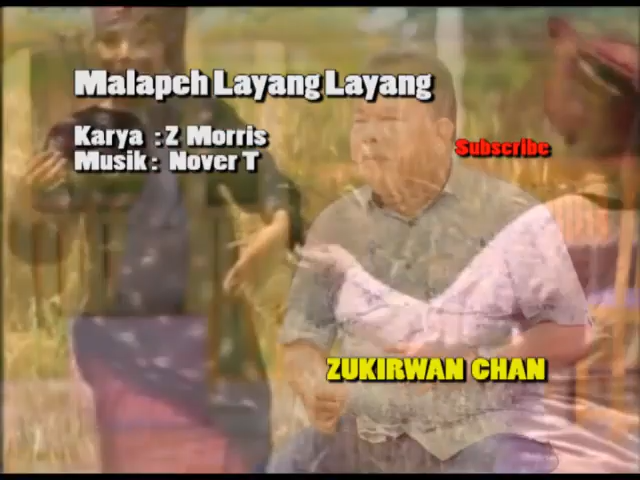 Malapeh Layang Layang
Karya : Z Morris
Musik : Nover T
Subscribe
ZUKIRWAN CHAN